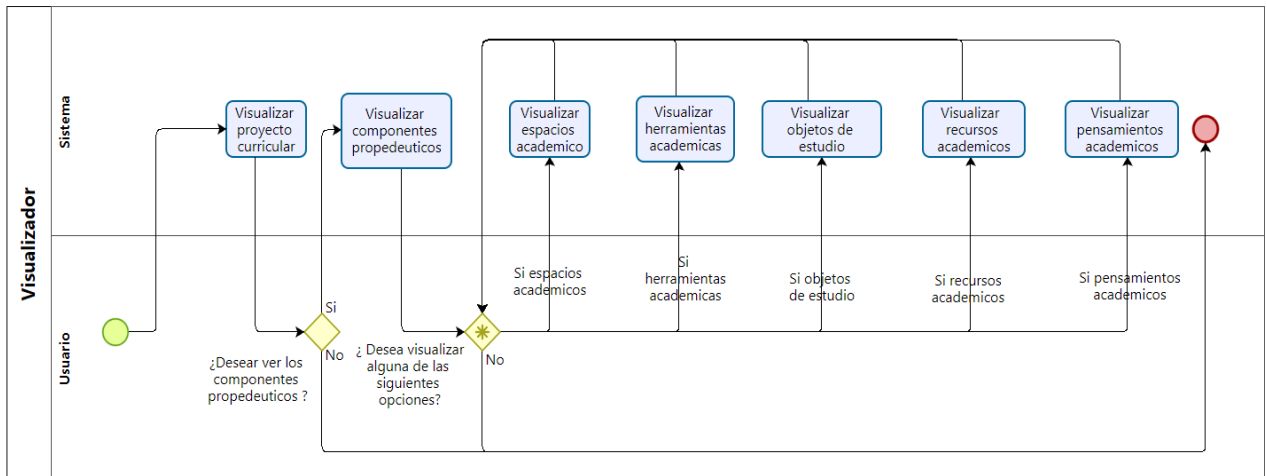 Visualizador
Sistema
Usuario
Visualizar
proyecto
curricular
Visualizar
componentes
propedeuticos
Visualizar
espacios
academico
Visualizar
herramientas
academicas
Visualizar
objetos de
estudio
Visualizar
recursos
academicos
Visualizar
pensamientos
academicos
Si
No
¿Desear ver los
componentes
propedeuticos ?
¿ Desea visualizar
alguna de las
siguientes
opciones?
No
Si espacios
academicos
Si
herramientas
academicas
Si objetos
de estudio
Si recursos
academicos
Si pensamientos
academicos